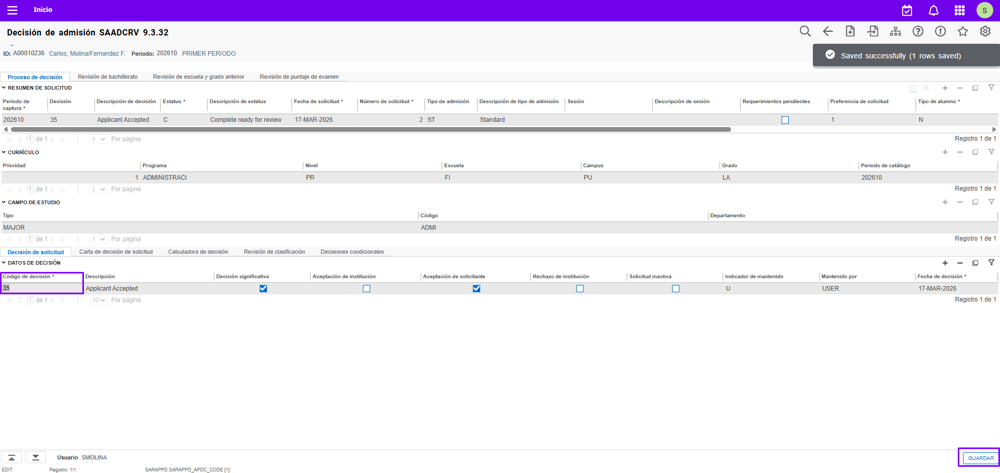 Inicio
S
Decisión de admisión SAADCRV 9.3.32
ID: A00010236 Carlos, Molina/Fernandez F. Periodo: 202610 PRIMER PERIODO
Saved successfully (1 rows saved)
Proceso de decisión Revisión de bachillerato Revisión de escuela y grado anterior Revisión de puntaje de examen
RESUMEN DE SOLICITUD
Periodo de captura * Decisión Descripción de decisión Estatus * Descripción de estatus Fecha de solicitud * Número de solicitud * Tipo de admisión Descripción de tipo de admisión Sesión Descripción de sesión Requerimientos pendientes Preferencia de solicitud Tipo de alumno *
202610 35 Applicant Accepted C Complete ready for review 17-MAR-2026 2 ST Standard 1 N
1 de 1 1 Por página Registro 1 de 1
CURRÍCULO
Prioridad Programa Nivel Escuela Campus Grado Periodo de catálogo
1 ADMINISTRACI PR FI PU LA 202610
1 de 1 1 Por página Registro 1 de 1
CAMPO DE ESTUDIO
Tipo Código Departamento
MAJOR ADMI
1 de 1 1 Por página Registro 1 de 1
Decisión de solicitud Carta de decisión de solicitud Calculadora de decisión Revisión de clasificación Decisiones condicionales
DATOS DE DECISIÓN
Código de decisión * Descripción Decisión significativa Aceptación de institución Aceptación de solicitante Rechazo de institución Solicitud inactiva Indicador de mantenido Mantenido por Fecha de decisión *
35 Applicant Accepted U USER 17-MAR-2026
1 de 1 10 Por página Registro 1 de 1
Usuario SMOLINA
GUARDAR
EDIT Registro: 1/1 SARAPPD.SARAPPD_APDC_CODE [1]